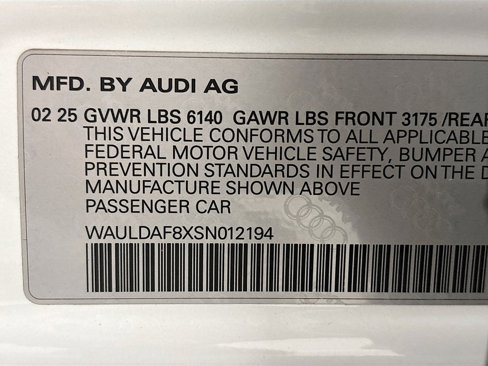 MFD. BY AUDI AG
02 25 GVWR LBS 6140 GAWR LBS FRONT 3175 /REAR
THIS VEHICLE CONFORMS TO ALL APPLICABLE
FEDERAL MOTOR VEHICLE SAFETY, BUMPER A
PREVENTION STANDARDS IN EFFECT ON THE D
MANUFACTURE SHOWN ABOVE
PASSENGER CAR
WAULDAF8XSN012194